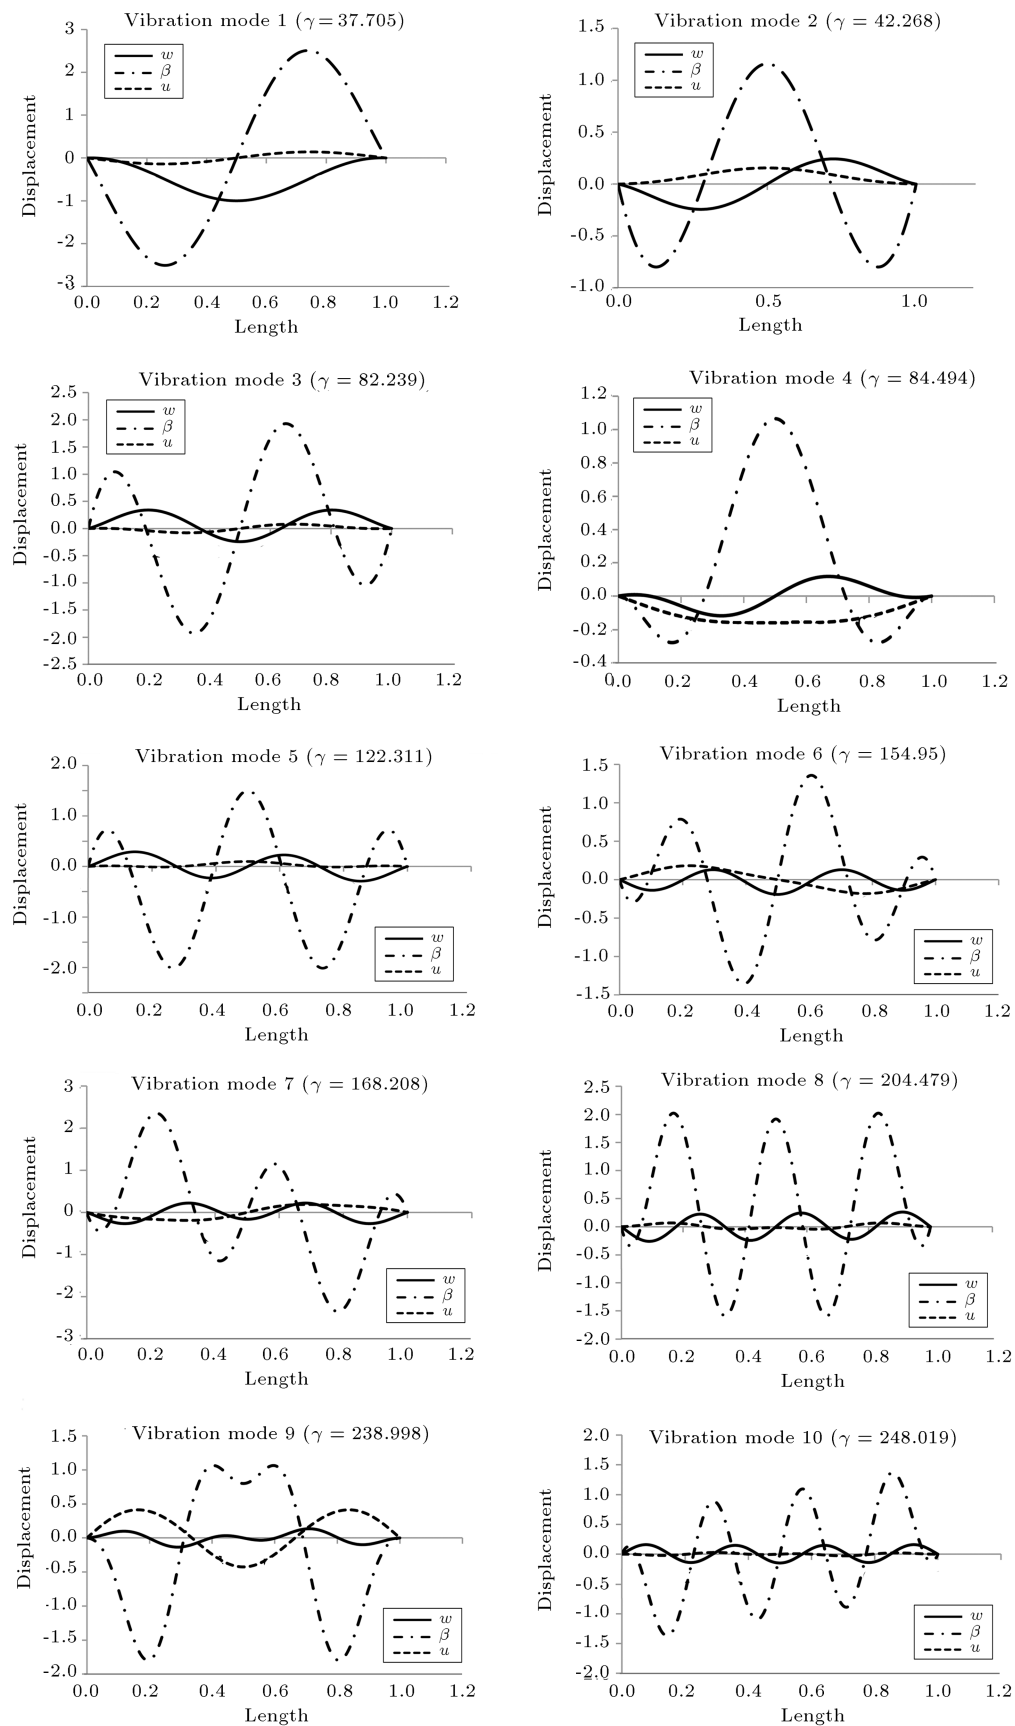 Vibration mode 1 (γ=37.705)
3
2
1
0
-1
-2
-3
Displacement
w
β
u
0.0 0.2 0.4 0.6 0.8 1.0 1.2
Length
Vibration mode 2 (γ = 42.268)
1.5
1.0
0.5
0.0
-0.5
-1.0
Displacement
w
β
u
0.0 0.5 1.0
Length
Vibration mode 3 (γ = 82.239)
2.5
2.0
1.5
1.0
0.5
0.0
-0.5
-1.0
-1.5
-2.0
-2.5
Displacement
w
β
u
0.0 0.2 0.4 0.6 0.8 1.0 1.2
Length
Vibration mode 4 (γ = 84.494)
1.2
1.0
0.8
0.6
0.4
0.2
0.0
-0.2
-0.4
Displacement
w
β
u
0.0 0.2 0.4 0.6 0.8 1.0 1.2
Length
Vibration mode 5 (γ = 122.311)
2.0
1.0
0.0
-1.0
-2.0
Displacement
w
β
u
0.0 0.2 0.4 0.6 0.8 1.0 1.2
Length
Vibration mode 6 (γ = 154.95)
1.5
1.0
0.5
0.0
-0.5
-1.0
-1.5
Displacement
w
β
u
0.0 0.2 0.4 0.6 0.8 1.0 1.2
Length
Vibration mode 7 (γ = 168.208)
3
2
1
0
-1
-2
-3
Displacement
w
β
u
0.0 0.2 0.4 0.6 0.8 1.0 1.2
Length
Vibration mode 8 (γ = 204.479)
2.5
2.0
1.5
1.0
0.5
0.0
-0.5
-1.0
-1.5
-2.0
Displacement
w
β
u
0.0 0.2 0.4 0.6 0.8 1.0 1.2
Length
Vibration mode 9 (γ = 238.998)
1.5
1.0
0.5
0.0
-0.5
-1.0
-1.5
-2.0
Displacement
w
β
u
0.0 0.2 0.4 0.6 0.8 1.0 1.2
Length
Vibration mode 10 (γ = 248.019)
2.0
1.5
1.0
0.5
0.0
-0.5
-1.0
-1.5
-2.0
Displacement
w
β
u
0.0 0.2 0.4 0.6 0.8 1.0 1.2
Length